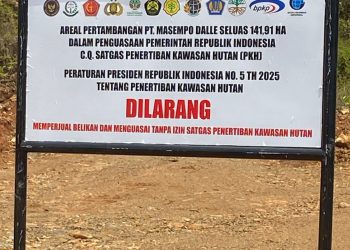 bpkp
AREAL PERTAMBANGAN PT. MASEMPO DALLE SELUAS 141,91 HA
DALAM PENGUASAAN PEMERINTAH REPUBLIK INDONESIA
C.Q. SATGAS PENERTIBAN KAWASAN HUTAN (PKH)
PERATURAN PRESIDEN REPUBLIK INDONESIA NO. 5 TH 2025
TENTANG PENERTIBAN KAWASAN HUTAN
DILARANG
MEMPERJUAL BELIKAN DAN MENGUASAI TANPA IZIN SATGAS PENERTIBAN KAWASAN HUTAN